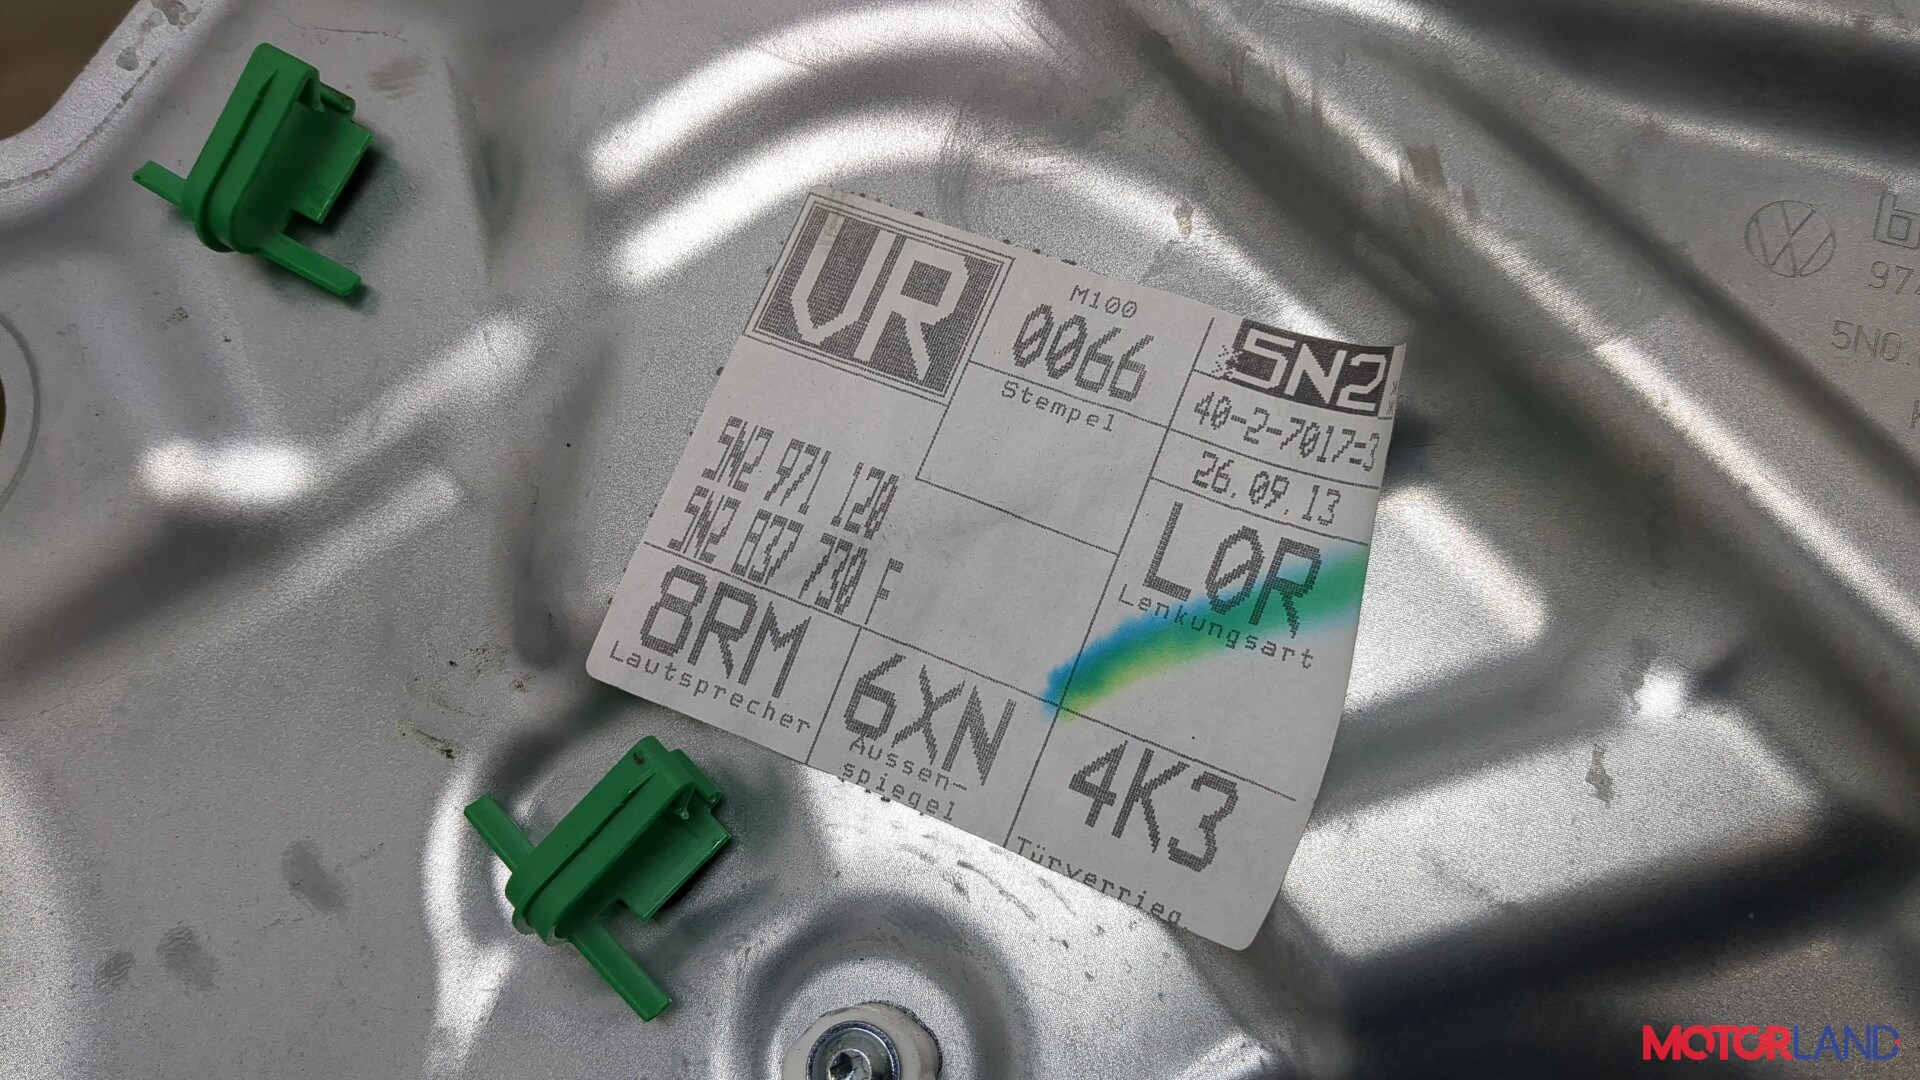 VR
M100
0066
Stempel
5N2
40-2-7017-3
26.09.13
5N2 971 120
5N2 837 730 F
L0R
Lenkungsart
8RM
Lautsprecher
6XN
Aussen-
spiegel
4K3
Türverrieg
VW
5N0
MOTORLAND